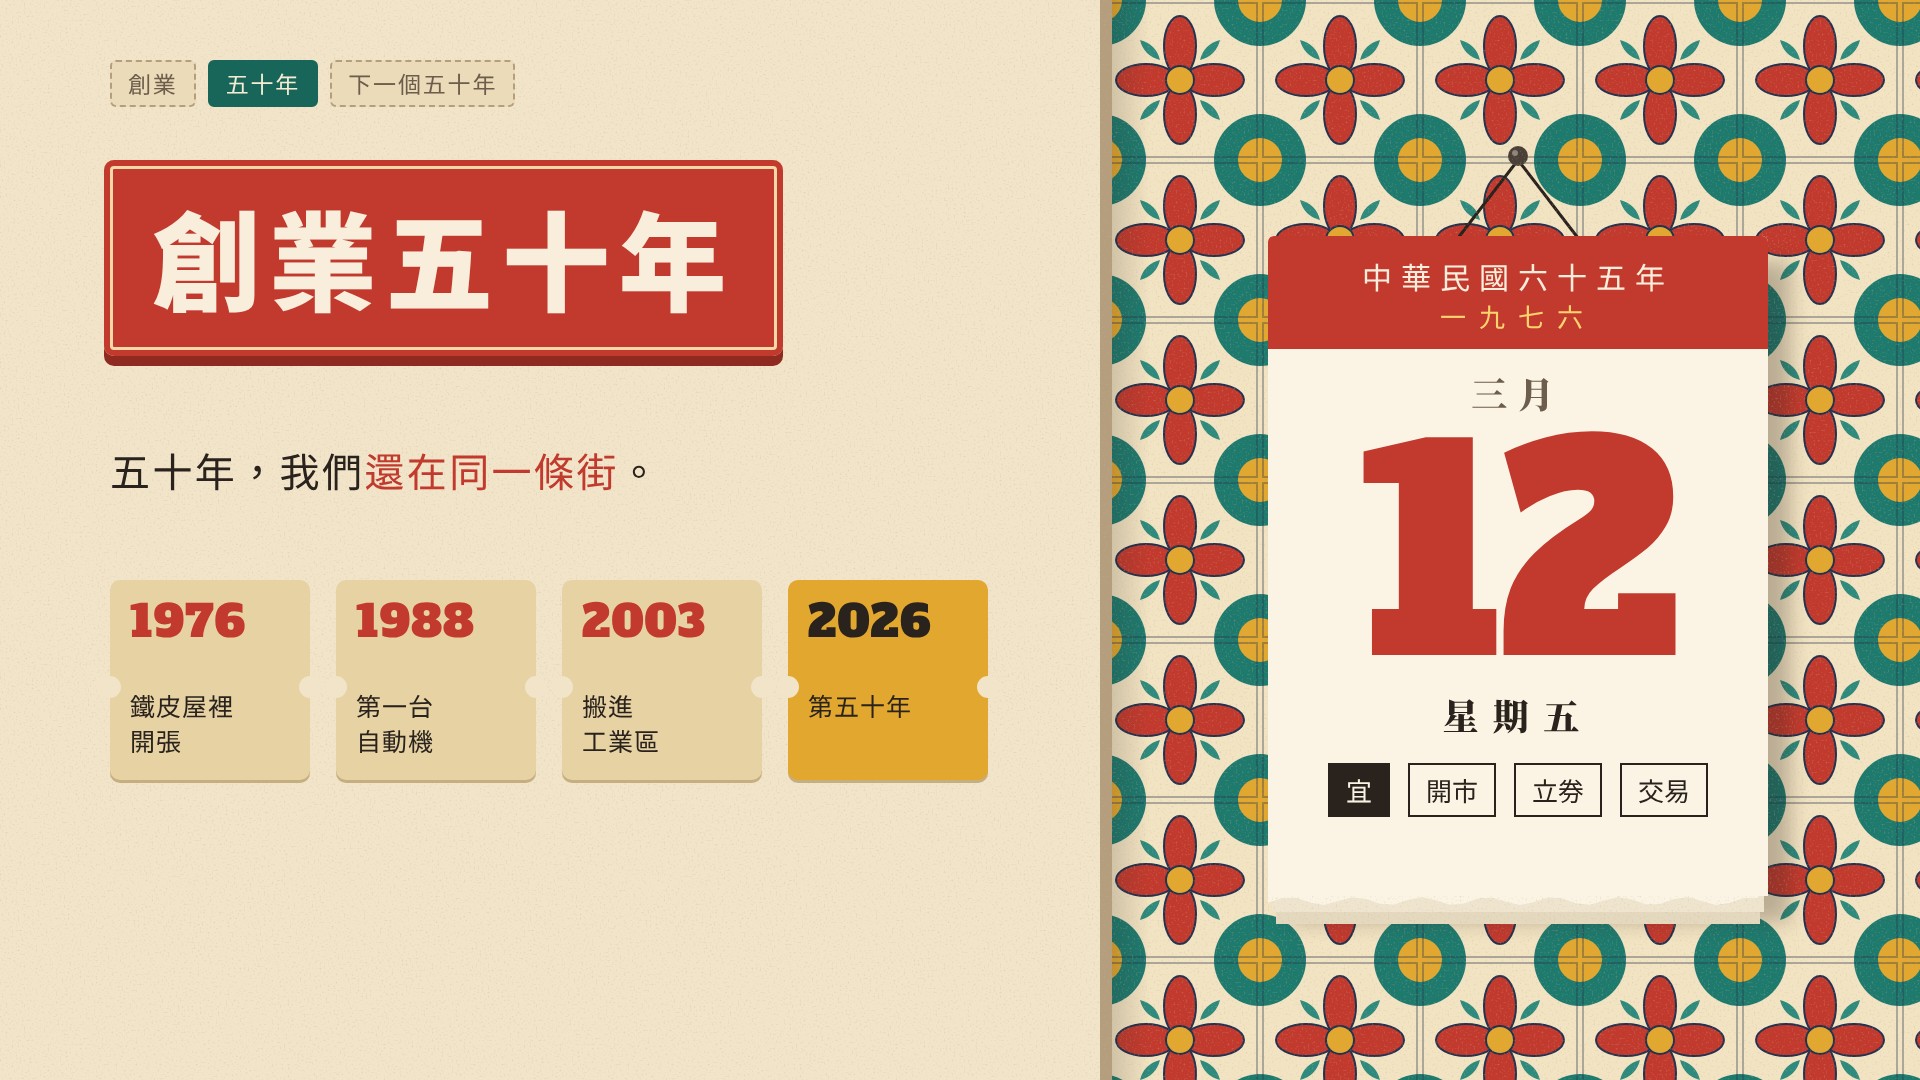 創業
五十年
下一個五十年
創業五十年
五十年，我們還在同一條街。
1976
鐵皮屋裡
開張
1988
第一台
自動機
2003
搬進
工業區
2026
第五十年
中華民國六十五年
一九七六
三月
12
星期五
宜
開市
立券
交易